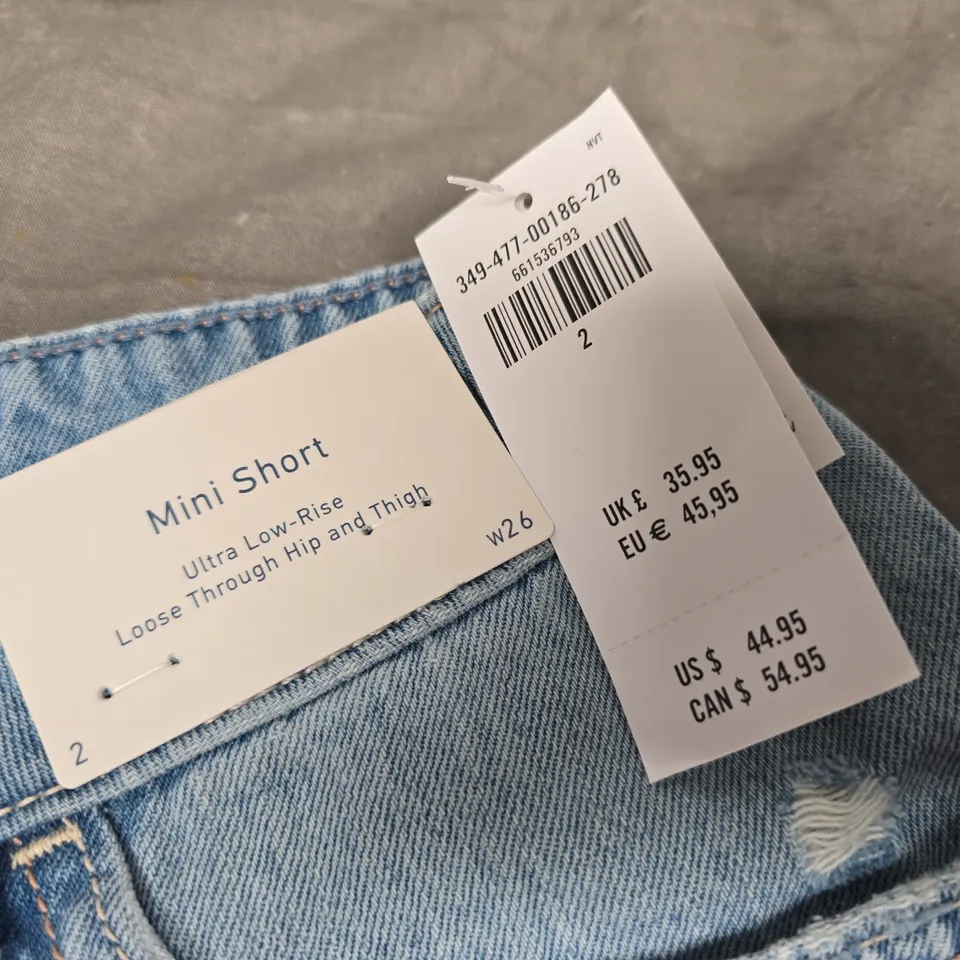 Mini Short
Ultra Low-Rise
Loose Through Hip and Thigh
w26
2
NVT
349-477-00186-278
661536793
2
UK £ 35.95
EU € 45,95
US $ 44.95
CAN $ 54.95